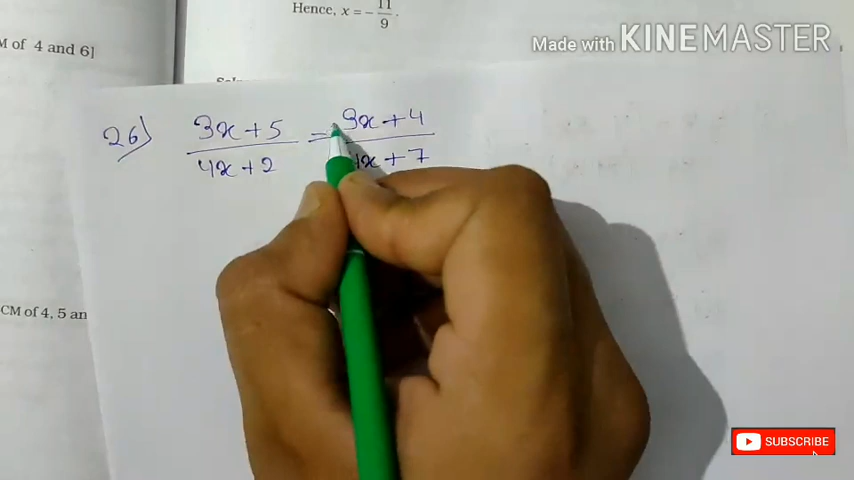 Hence, x = - 11/9.
M of 4 and 6]
Made with KINEMASTER
26) 3x+5/4x+2 = 3x+4/4x+7
CM of 4, 5 an
SUBSCRIBE